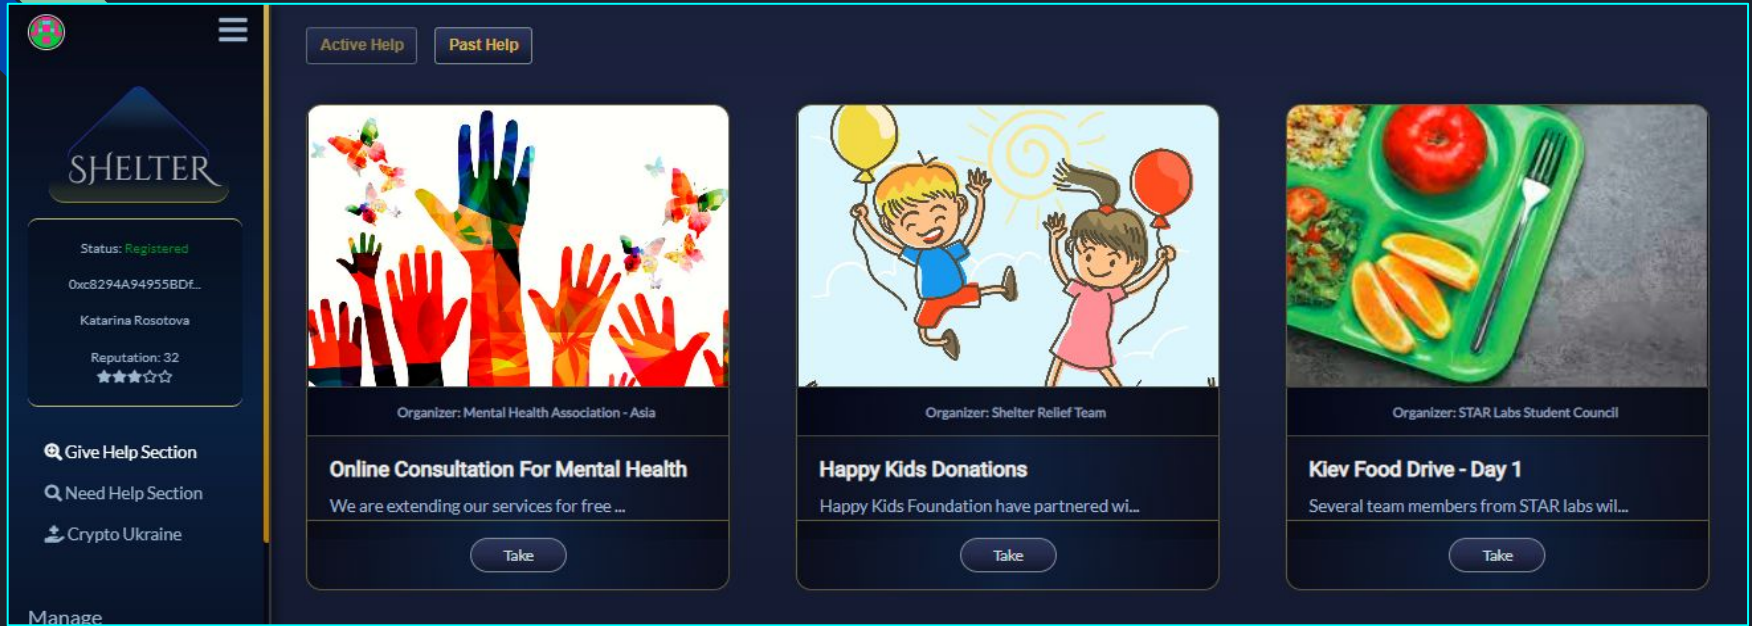 SHELTER
Status: Registered
0xc8294A94955BDf...
Katarina Rosotova
Reputation: 32
Give Help Section
Need Help Section
Crypto Ukraine
Manage
Active Help
Past Help
Organizer: Mental Health Association - Asia
Online Consultation For Mental Health
We are extending our services for free ...
Take
Organizer: Shelter Relief Team
Happy Kids Donations
Happy Kids Foundation have partnered wi...
Take
Organizer: STAR Labs Student Council
Kiev Food Drive - Day 1
Several team members from STAR labs wil...
Take